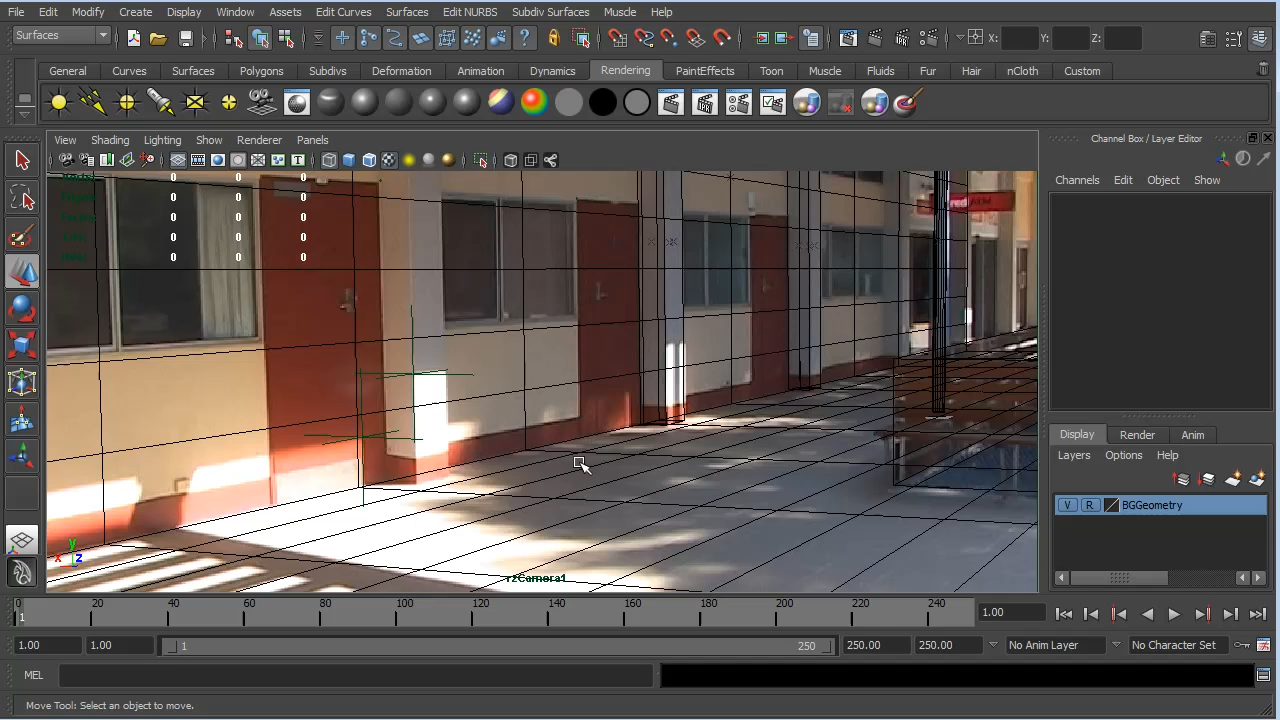 File Edit Modify Create Display Window Assets Edit Curves Surfaces Edit NURBS Subdiv Surfaces Muscle Help
Surfaces X: Y: Z:
General Curves Surfaces Polygons Subdivs Deformation Animation Dynamics Rendering PaintEffects Toon Muscle Fluids Fur Hair nCloth Custom
View Shading Lighting Show Renderer Panels
Channel Box / Layer Editor
Channels Edit Object Show
0 0 0
0 0 0
0 0 0
0 0 0
0 0 0
redi ATM
rzCamera1
x y z
Display Render Anim
Layers Options Help
V R BGGeometry
0 20 40 60 80 100 120 140 160 180 200 220 240
1 1.00
1.00 1.00 1 250 250.00 250.00 No Anim Layer No Character Set
MEL
Move Tool: Select an object to move.